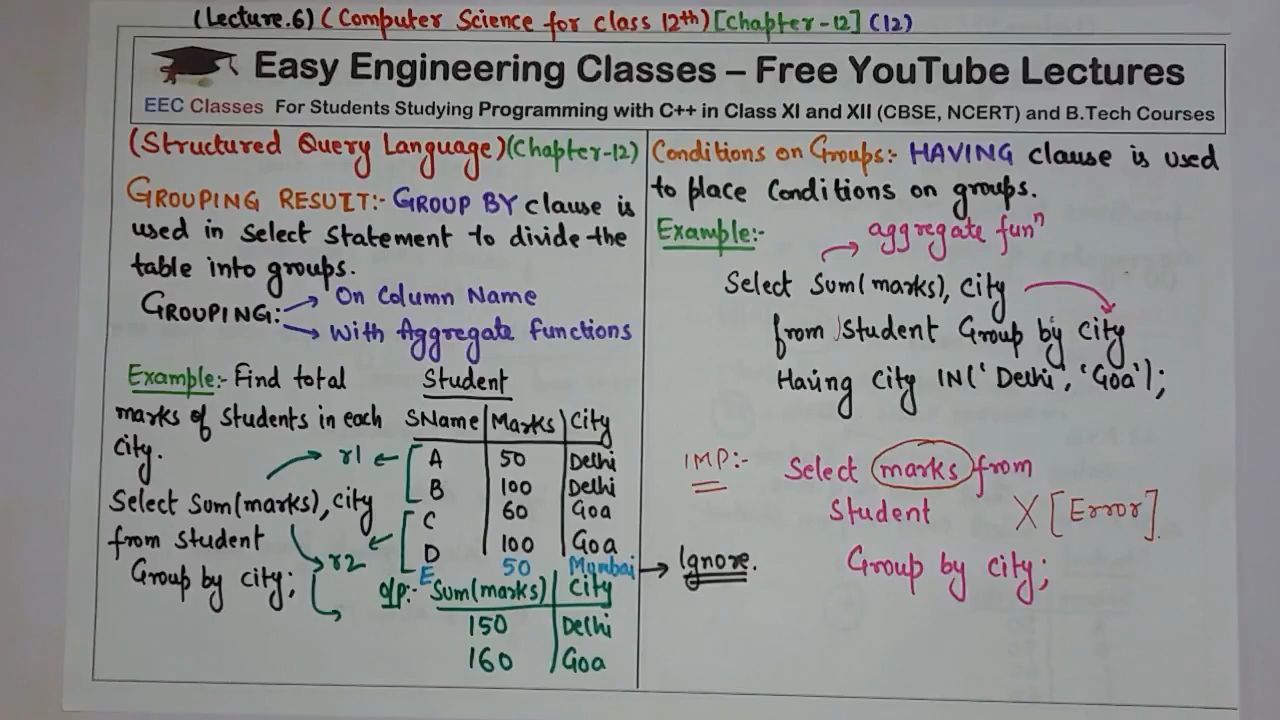 (Lecture.6) (Computer Science for class 12th) [Chapter-12] (12)
Easy Engineering Classes – Free YouTube Lectures
EEC Classes For Students Studying Programming with C++ in Class XI and XII (CBSE, NCERT) and B.Tech Courses
(Structured Query Language) (Chapter-12)
GROUPING RESULT:- GROUP BY clause is
used in select statement to divide the
table into groups.
GROUPING:
On Column Name
With Aggregate functions
Example:- Find total
marks of students in each
city.
Select Sum(marks), city
from student
Group by city;
Student
SName Marks City
r1 A 50 Delhi
B 100 Delhi
C 60 Goa
r2 D 100 Goa
E 50 Mumbai Ignore.
o/p:- Sum(marks) City
150 Delhi
160 Goa
Conditions on Groups:- HAVING clause is used
to place Conditions on groups.
Example:-
aggregate funⁿ
Select Sum(marks), City
from Student Group by City
Having City IN('Delhi', 'Goa');
IMP:- Select marks from
Student X [Error].
Group by city;